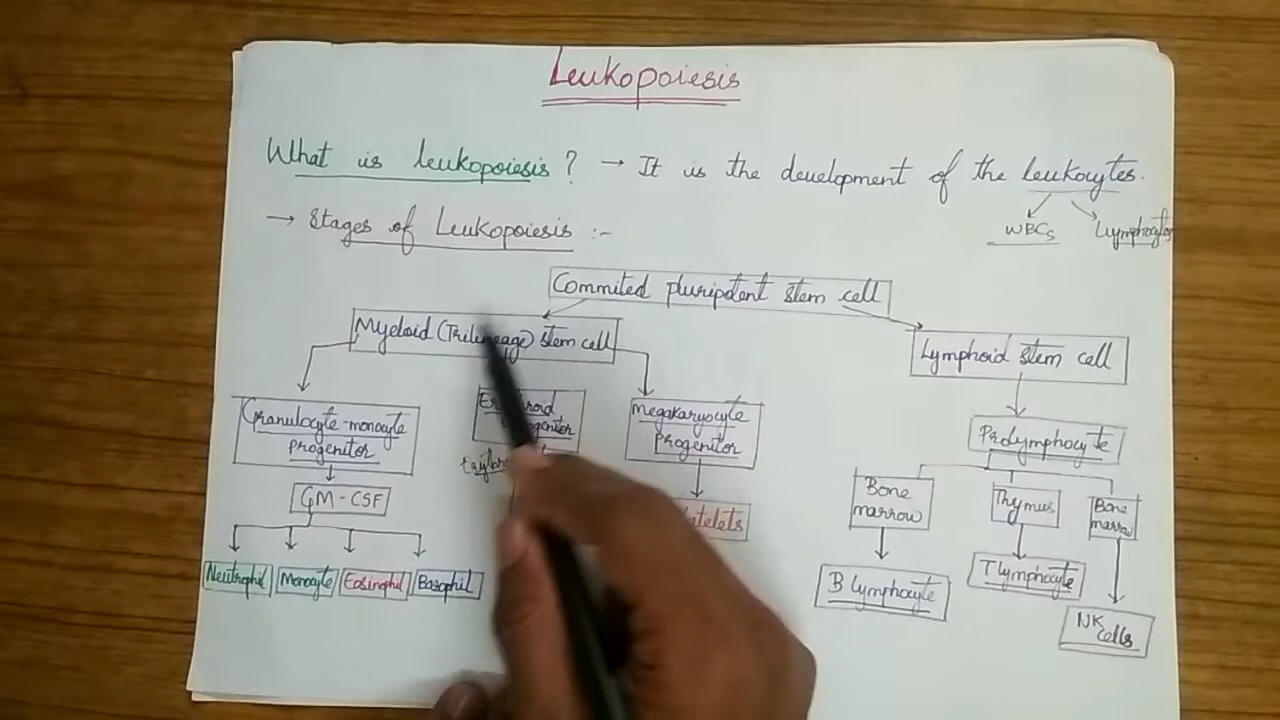 Leukopoiesis
What is leukopoiesis? → It is the development of the leukocytes.
WBCs Lymphocytes
→ Stages of Leukopoiesis :-
Commited pluripotent stem cell
Myeloid (Trilineage) stem cell
Lymphoid stem cell
Granulocyte-monocyte
progenitor
Megakaryocyte
progenitor
Prolymphocyte
GM-CSF
Bone
marrow
Thymus
Bone
marrow
Neutrophil Monocyte Eosinophil Basophil
B lymphocyte
T lymphocyte
NK
cells